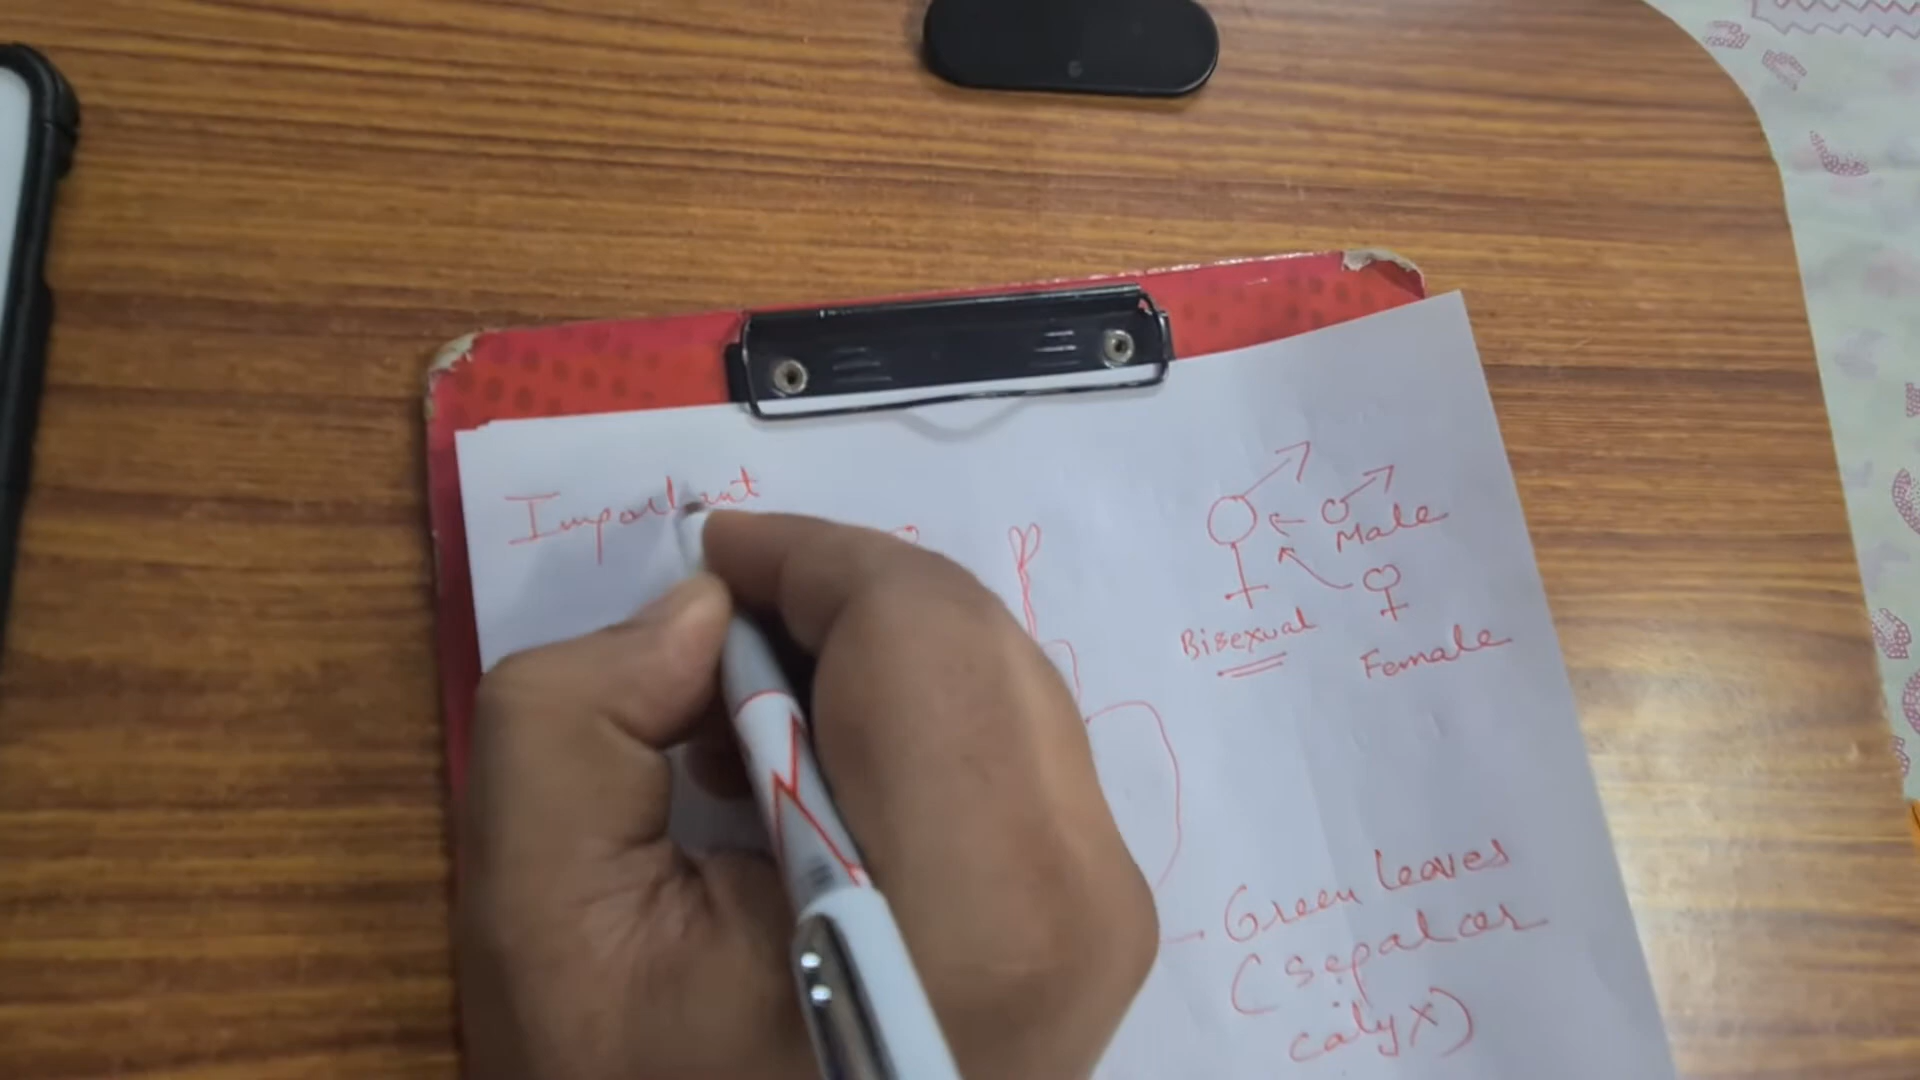 Important
Male
Bisexual
Female
Green leaves
(sepal or
calyx)